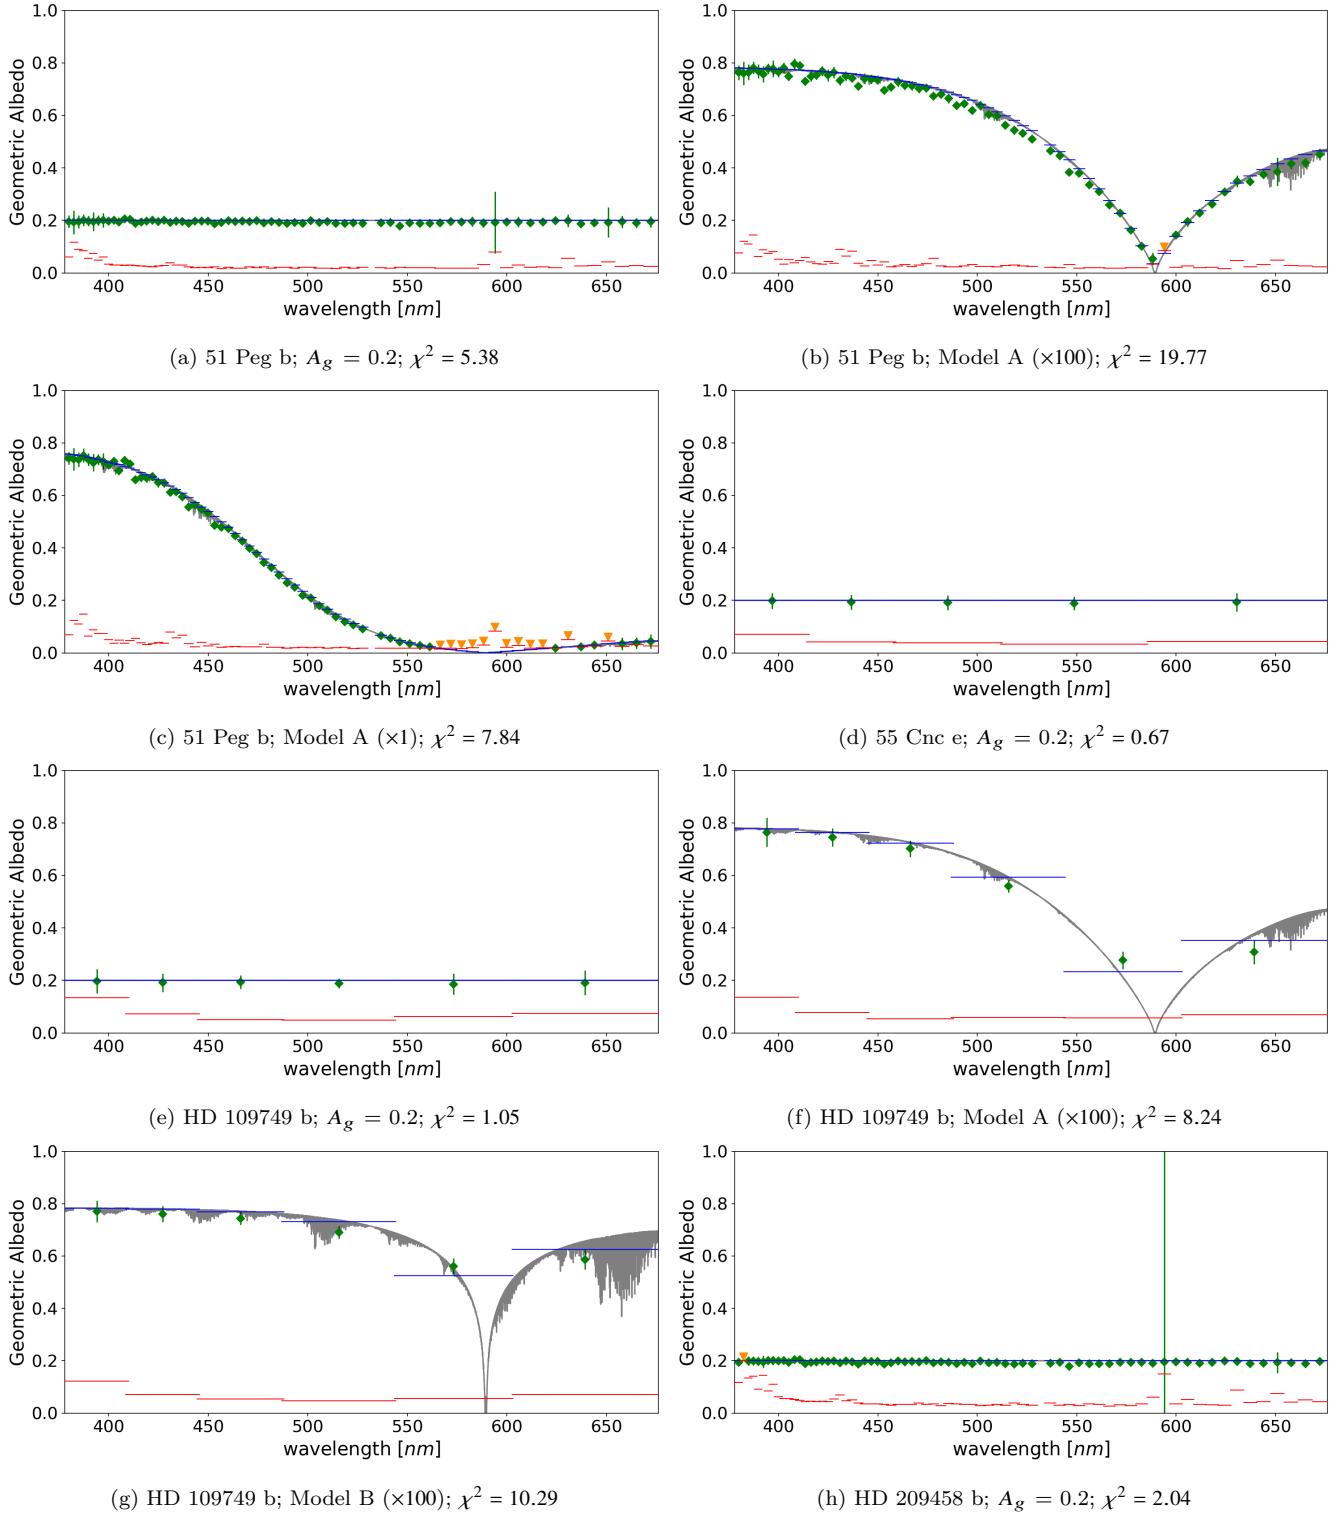 1.0 0.8 0.6 0.4 0.2 0.0
Geometric Albedo
400 450 500 550 600 650
wavelength [nm]
(a) 51 Peg b; A_g = 0.2; χ² = 5.38
1.0 0.8 0.6 0.4 0.2 0.0
Geometric Albedo
400 450 500 550 600 650
wavelength [nm]
(b) 51 Peg b; Model A (×100); χ² = 19.77
1.0 0.8 0.6 0.4 0.2 0.0
Geometric Albedo
400 450 500 550 600 650
wavelength [nm]
(c) 51 Peg b; Model A (×1); χ² = 7.84
1.0 0.8 0.6 0.4 0.2 0.0
Geometric Albedo
400 450 500 550 600 650
wavelength [nm]
(d) 55 Cnc e; A_g = 0.2; χ² = 0.67
1.0 0.8 0.6 0.4 0.2 0.0
Geometric Albedo
400 450 500 550 600 650
wavelength [nm]
(e) HD 109749 b; A_g = 0.2; χ² = 1.05
1.0 0.8 0.6 0.4 0.2 0.0
Geometric Albedo
400 450 500 550 600 650
wavelength [nm]
(f) HD 109749 b; Model A (×100); χ² = 8.24
1.0 0.8 0.6 0.4 0.2 0.0
Geometric Albedo
400 450 500 550 600 650
wavelength [nm]
(g) HD 109749 b; Model B (×100); χ² = 10.29
1.0 0.8 0.6 0.4 0.2 0.0
Geometric Albedo
400 450 500 550 600 650
wavelength [nm]
(h) HD 209458 b; A_g = 0.2; χ² = 2.04